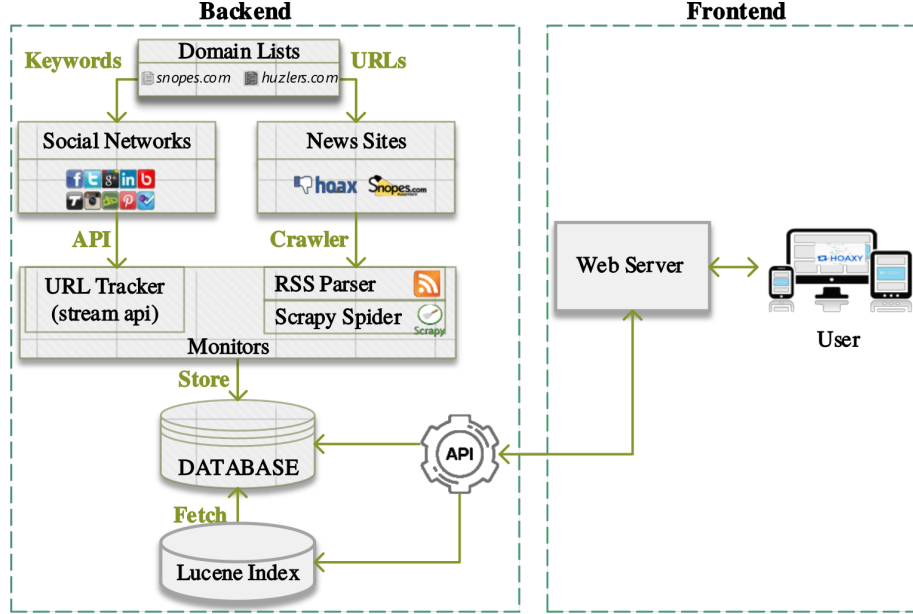 Backend
Frontend
Domain Lists
snopes.com huzlers.com
Keywords
URLs
Social Networks
News Sites
hoax Snopes.com
API
Crawler
URL Tracker
(stream api)
RSS Parser
Scrapy Spider
Scrapy
Monitors
Store
DATABASE
API
Fetch
Lucene Index
Web Server
HOAXY
User